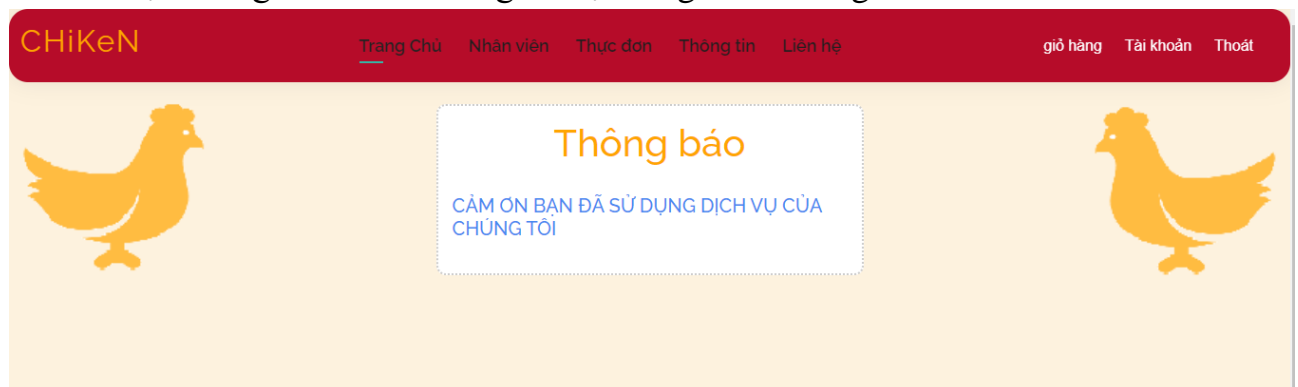 CHiKeN
Trang Chủ Nhân viên Thực đơn Thông tin Liên hệ
giỏ hàng Tài khoản Thoát
Thông báo
CẢM ƠN BẠN ĐÃ SỬ DỤNG DỊCH VỤ CỦA
CHÚNG TÔI